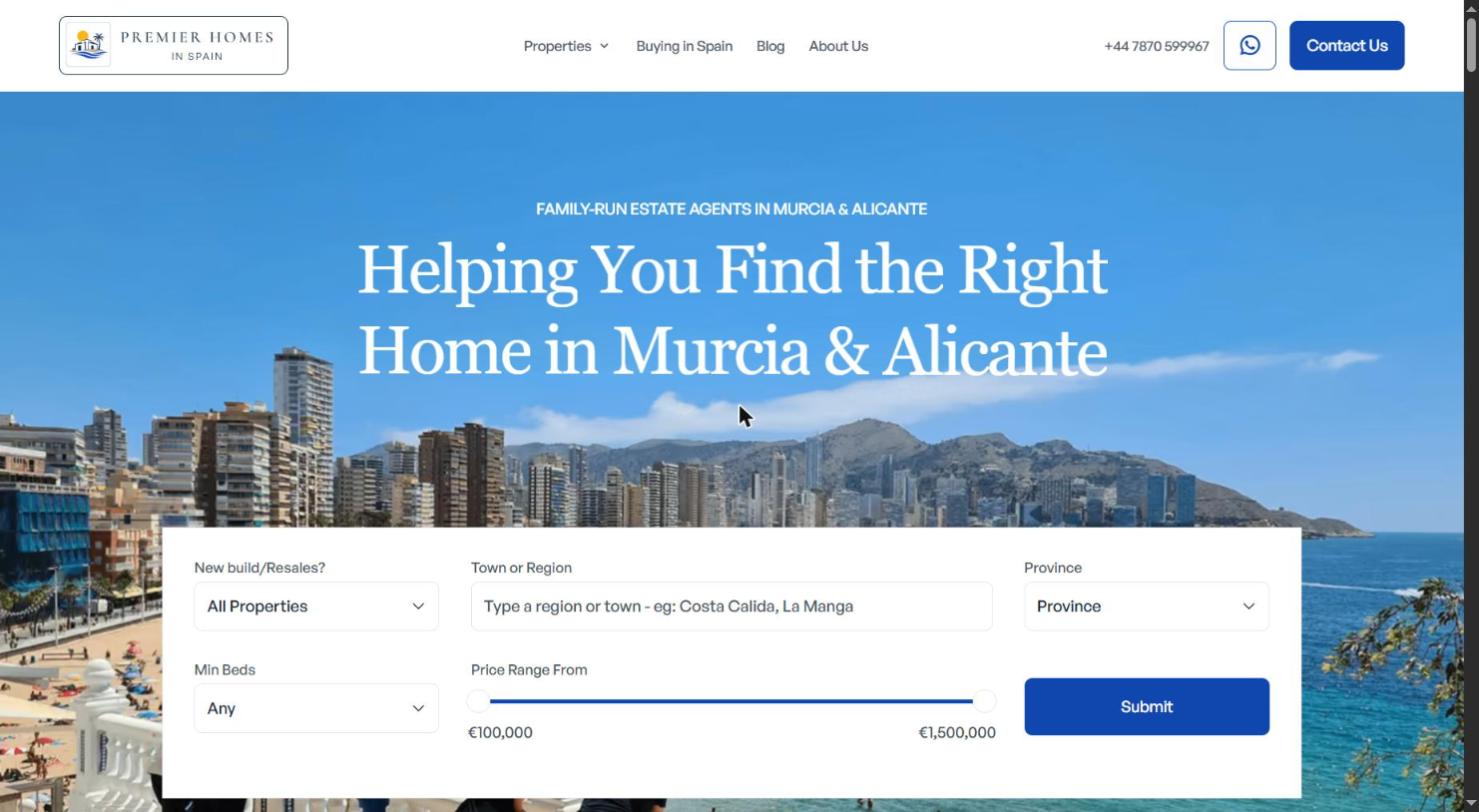 PREMIER HOMES
IN SPAIN
Properties
Buying in Spain
Blog
About Us
+44 7870 599967
Contact Us
FAMILY-RUN ESTATE AGENTS IN MURCIA & ALICANTE
Helping You Find the Right
Home in Murcia & Alicante
New build/Resales?
All Properties
Town or Region
Type a region or town - eg: Costa Calida, La Manga
Province
Province
Min Beds
Any
Price Range From
€100,000
€1,500,000
Submit